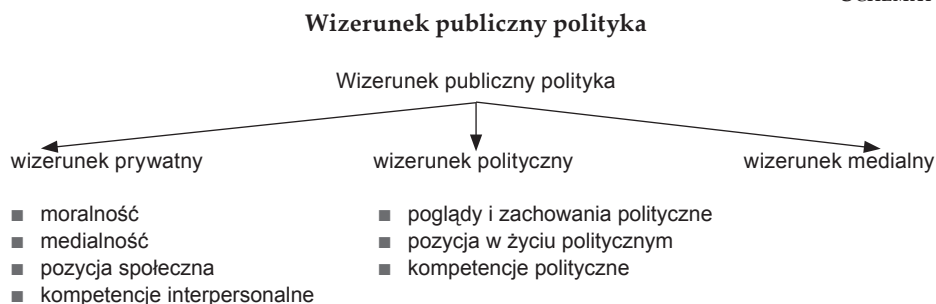 Wizerunek publiczny polityka
Wizerunek publiczny polityka
wizerunek prywatny wizerunek polityczny wizerunek medialny
■ moralność
■ medialność
■ pozycja społeczna
■ kompetencje interpersonalne
■ poglądy i zachowania polityczne
■ pozycja w życiu politycznym
■ kompetencje polityczne